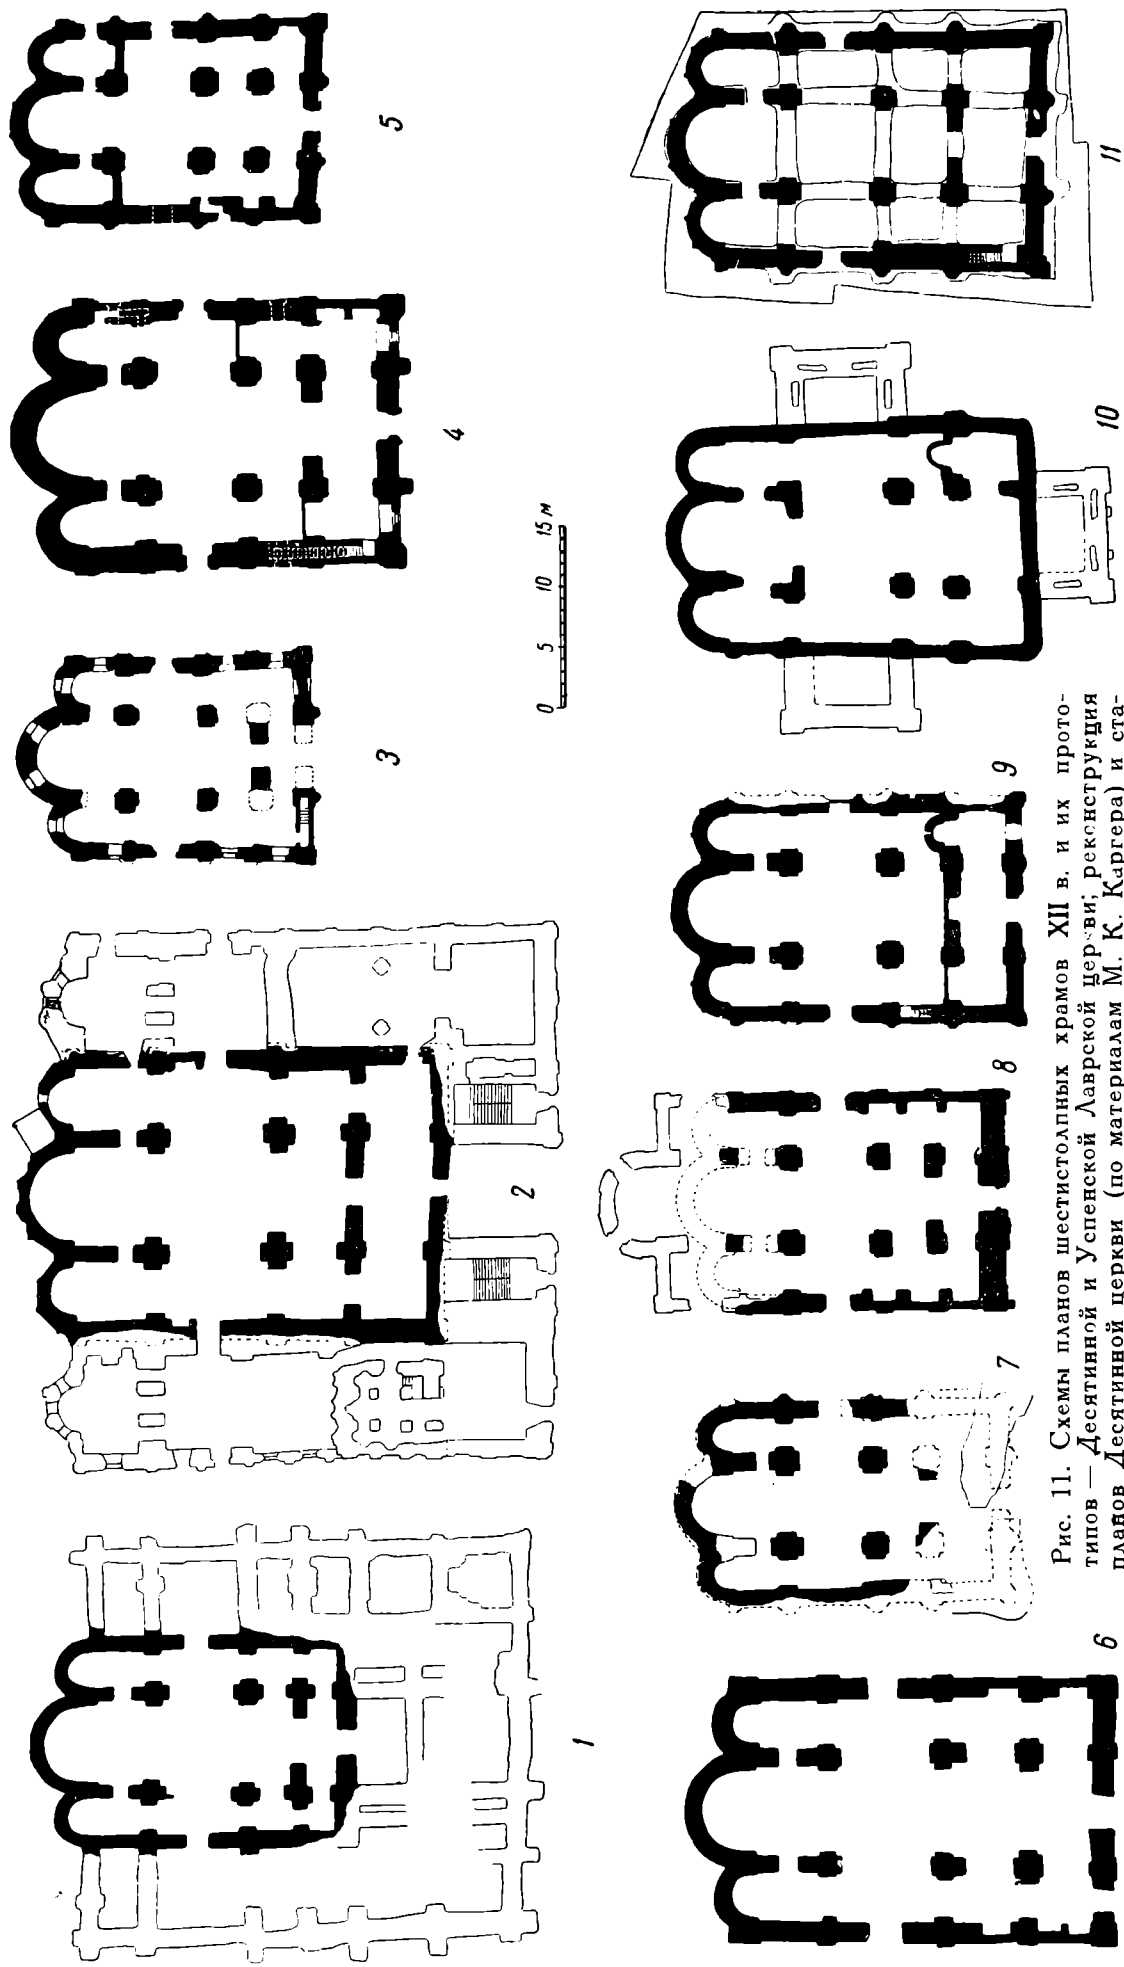 1
2
3
4
5
0 5 10 15 м
6
7
8
9
10
11
Рис. 11. Схемы планов шестистолпных храмов XII в. и их прото-
типов — Десятинной и Успенской Лаврской церкви; реконструкция
планов Десятинной церкви (по материалам М. К. Каргера) и ста-